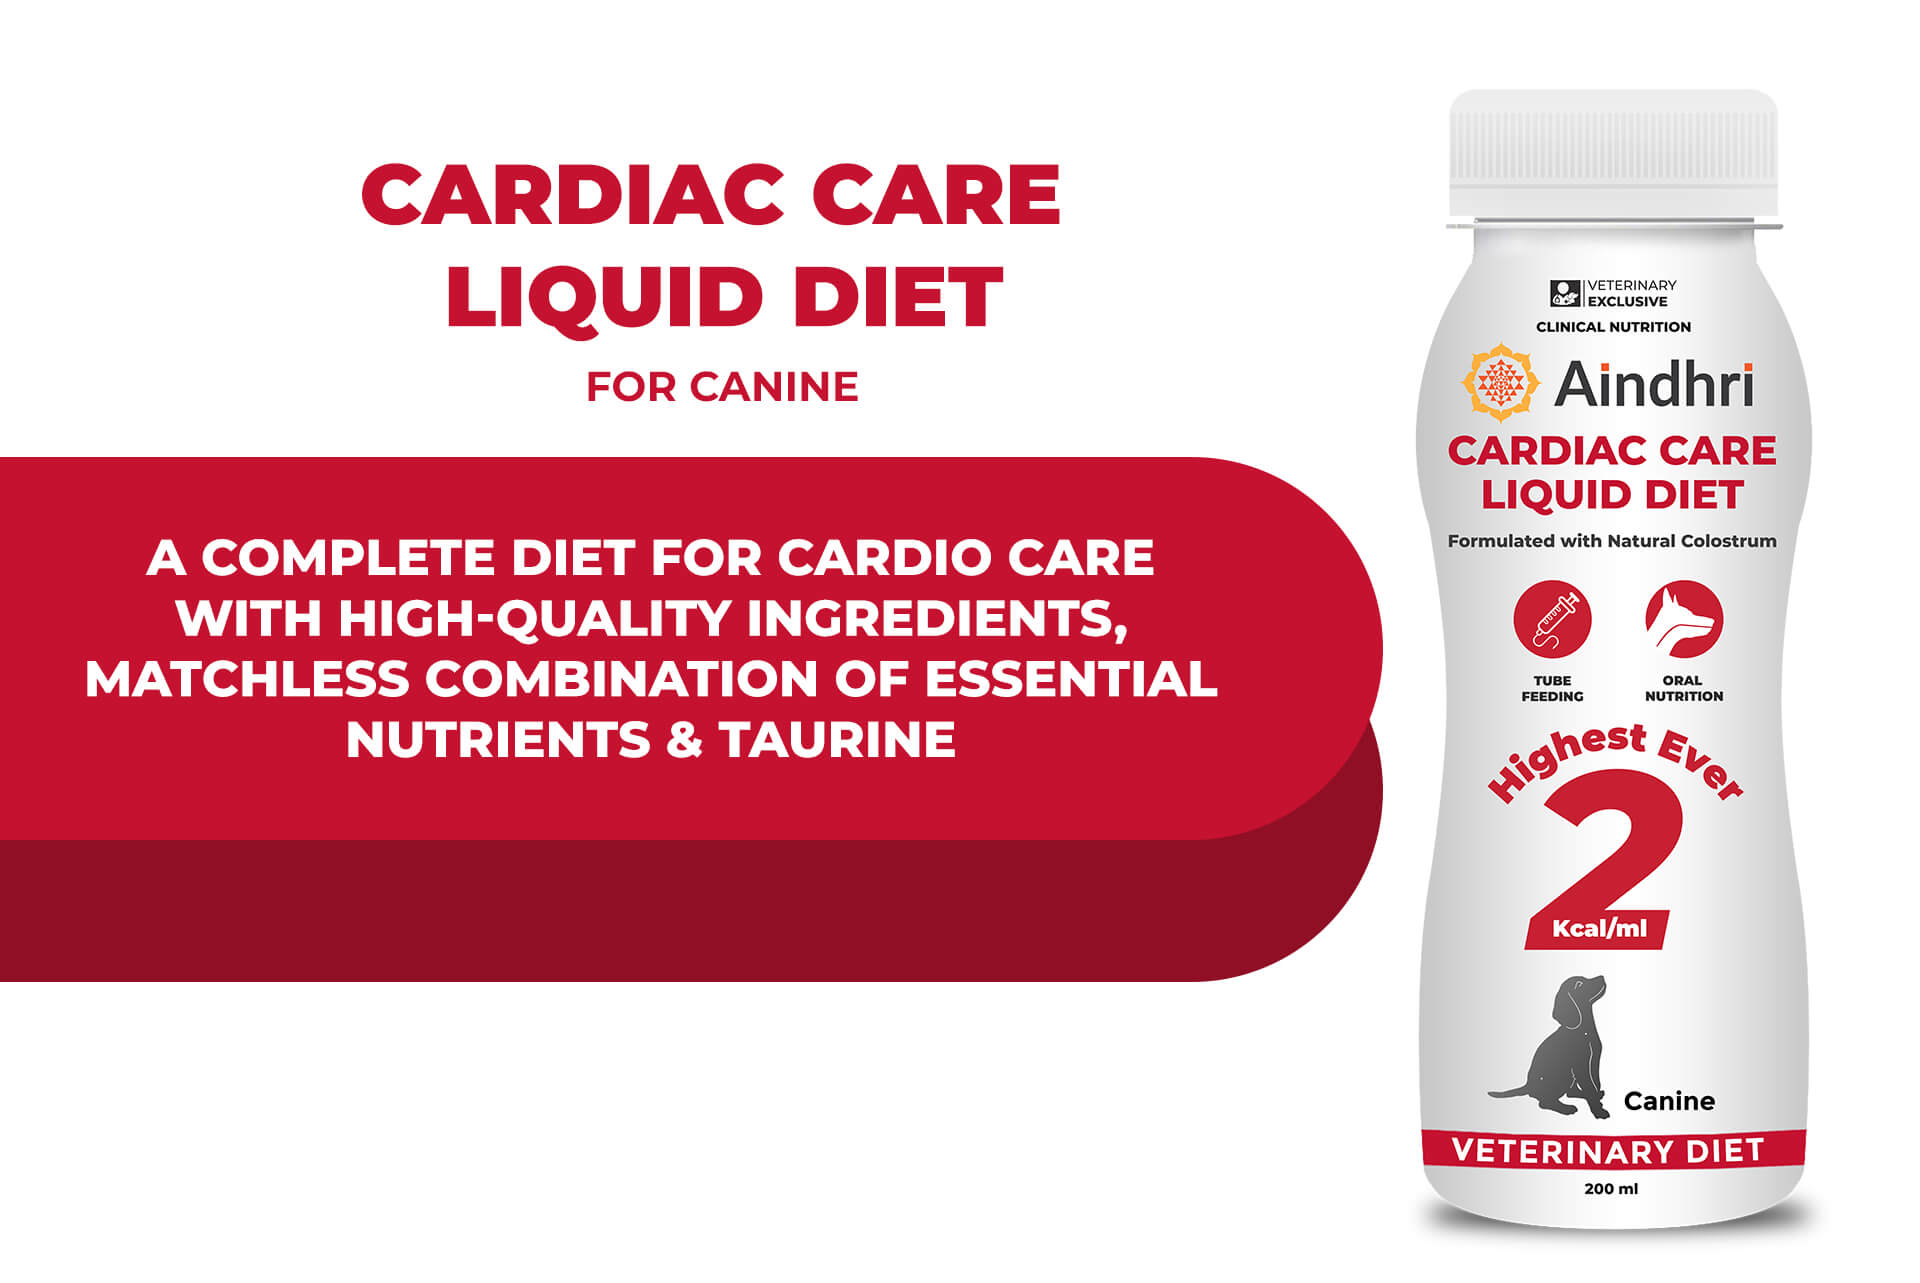 CARDIAC CARE
LIQUID DIET
FOR CANINE
A COMPLETE DIET FOR CARDIO CARE
WITH HIGH-QUALITY INGREDIENTS,
MATCHLESS COMBINATION OF ESSENTIAL
NUTRIENTS & TAURINE
VETERINARY
EXCLUSIVE
CLINICAL NUTRITION
Aindhri
CARDIAC CARE
LIQUID DIET
Formulated with Natural Colostrum
TUBE
FEEDING
ORAL
NUTRITION
Highest Ever
2
Kcal/ml
Canine
VETERINARY DIET
200 ml